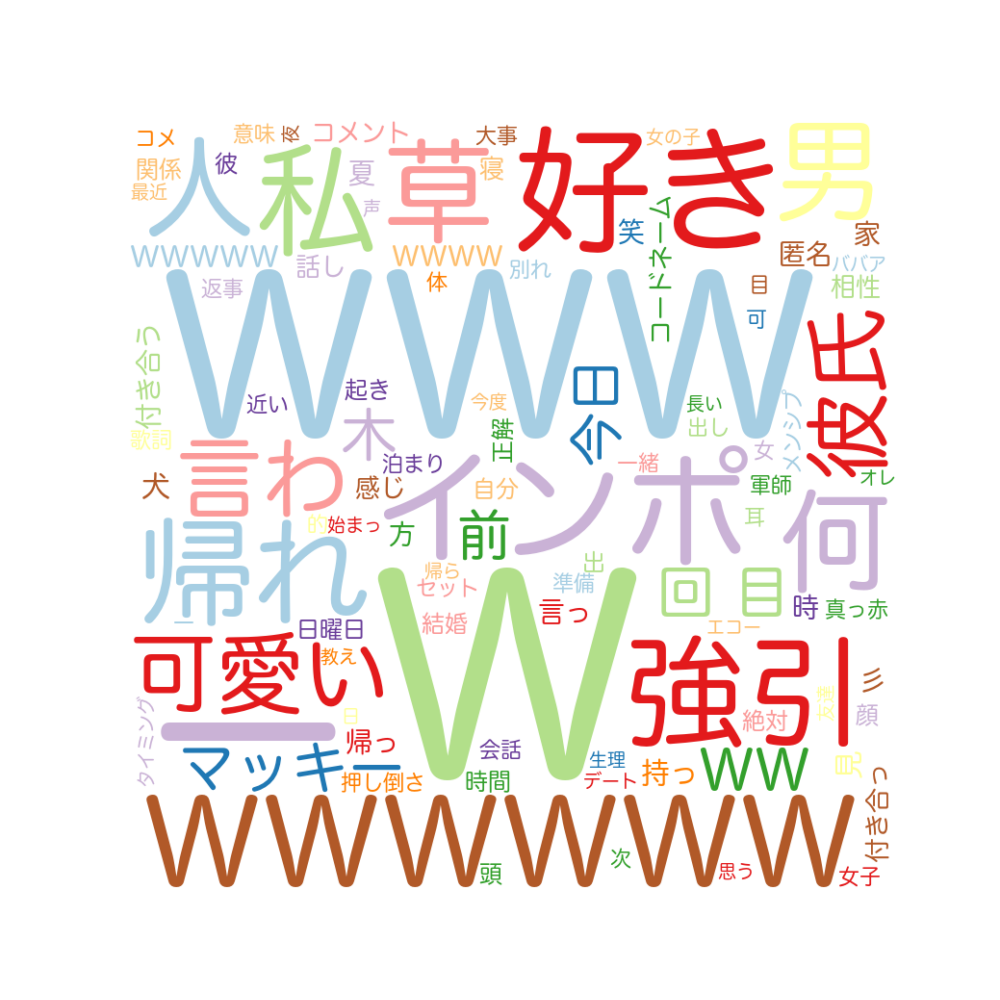 コメ
意味
夜
コメント
大事
女の子
関係
彼
夏
寝
最近
声
人
私
草
好き
男
笑
家
WWWWW
話し
WWWW
コードネーム
匿名
ババア
返事
体
別れ
目
相性
可
WWW
付き合う
彼氏
近い
起き
今日
今度
長い
メンシプ
歌詞
木
正解
出し
言わ
泊まり
一緒
女
犬
感じ
インポ
自分
軍師
オレ
何
的
始まっ
方
前
耳
帰れ
出
帰ら
セット
準備
回目
時
真っ赤
一
日曜日
結婚
言っ
エコー
可愛い
教え
W
強引
彡
タイミング
日
絶対
友達
顔
ー
帰っ
マッキー
会話
生理
WW
見
押し倒さ
時間
デート
持っ
付き合っ
WWWWWW
頭
次
思う
女子